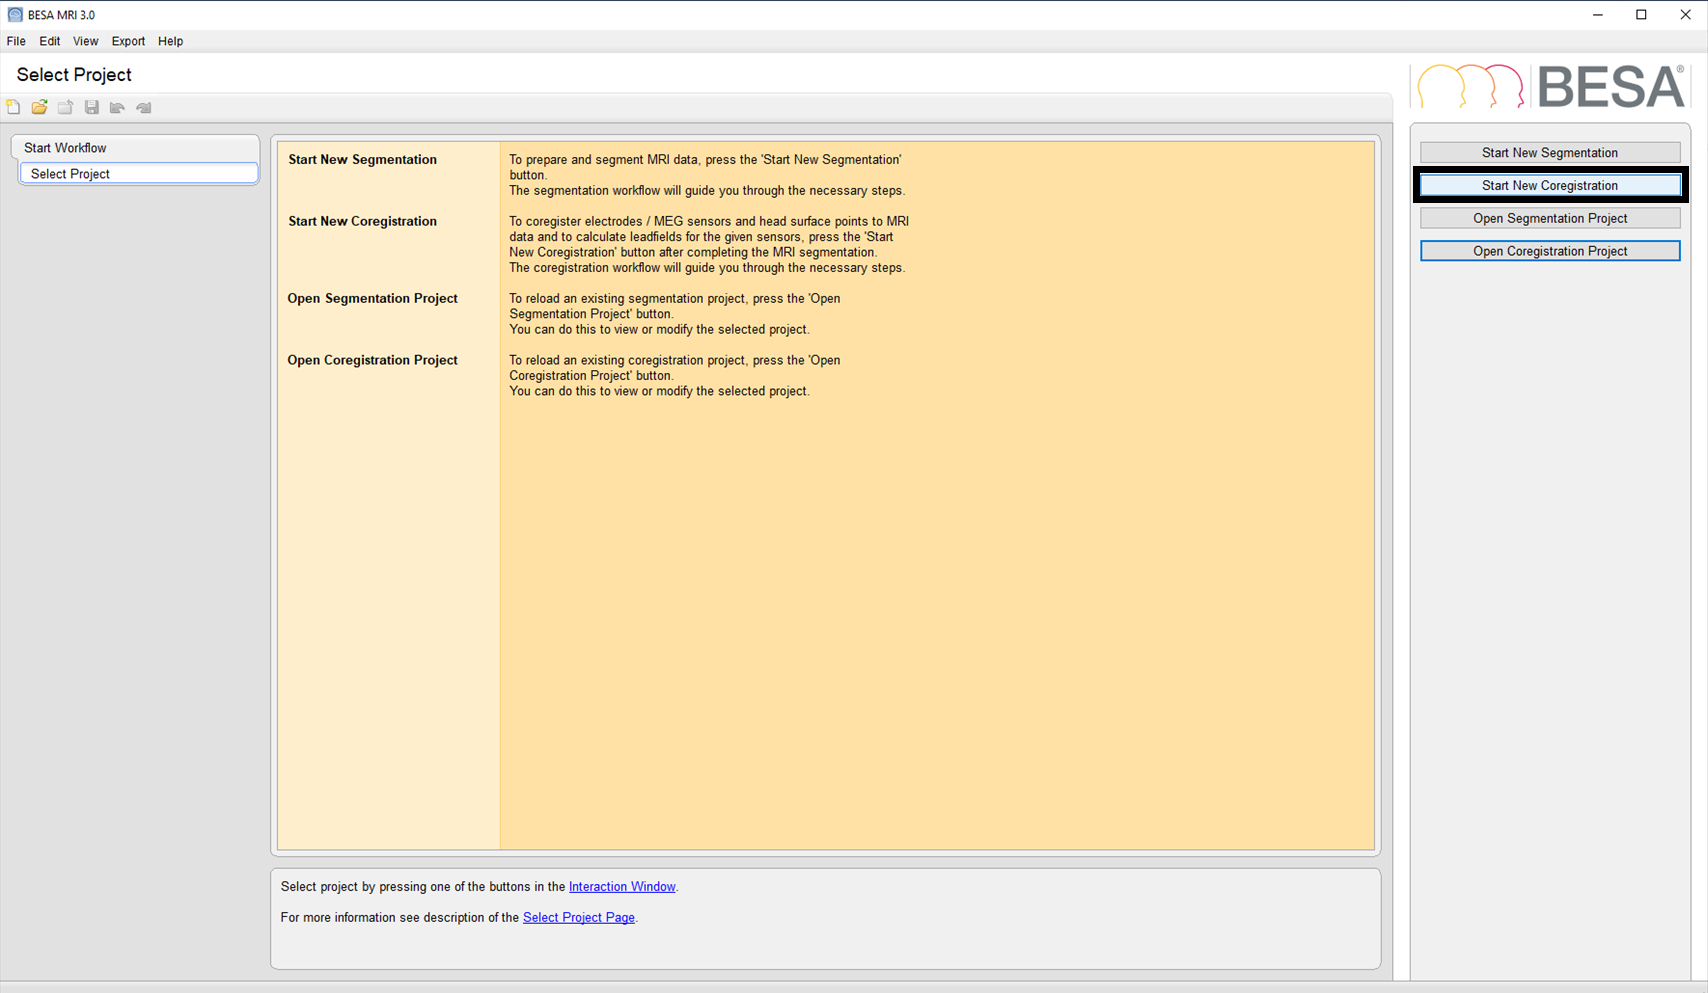 BESA MRI 3.0
File Edit View Export Help
Select Project
BESA®
Start Workflow
Select Project
Start New Segmentation
To prepare and segment MRI data, press the 'Start New Segmentation'
button.
The segmentation workflow will guide you through the necessary steps.
Start New Coregistration
To coregister electrodes / MEG sensors and head surface points to MRI
data and to calculate leadfields for the given sensors, press the 'Start
New Coregistration' button after completing the MRI segmentation.
The coregistration workflow will guide you through the necessary steps.
Open Segmentation Project
To reload an existing segmentation project, press the 'Open
Segmentation Project' button.
You can do this to view or modify the selected project.
Open Coregistration Project
To reload an existing coregistration project, press the 'Open
Coregistration Project' button.
You can do this to view or modify the selected project.
Select project by pressing one of the buttons in the Interaction Window.
For more information see description of the Select Project Page.
Start New Segmentation
Start New Coregistration
Open Segmentation Project
Open Coregistration Project